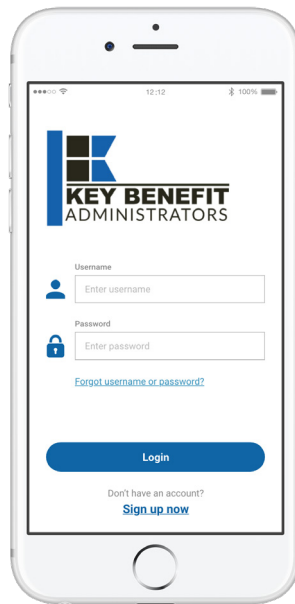 12:12
100%
KEY BENEFIT
ADMINISTRATORS
Username
Enter username
Password
Enter password
Forgot username or password?
Login
Don't have an account?
Sign up now